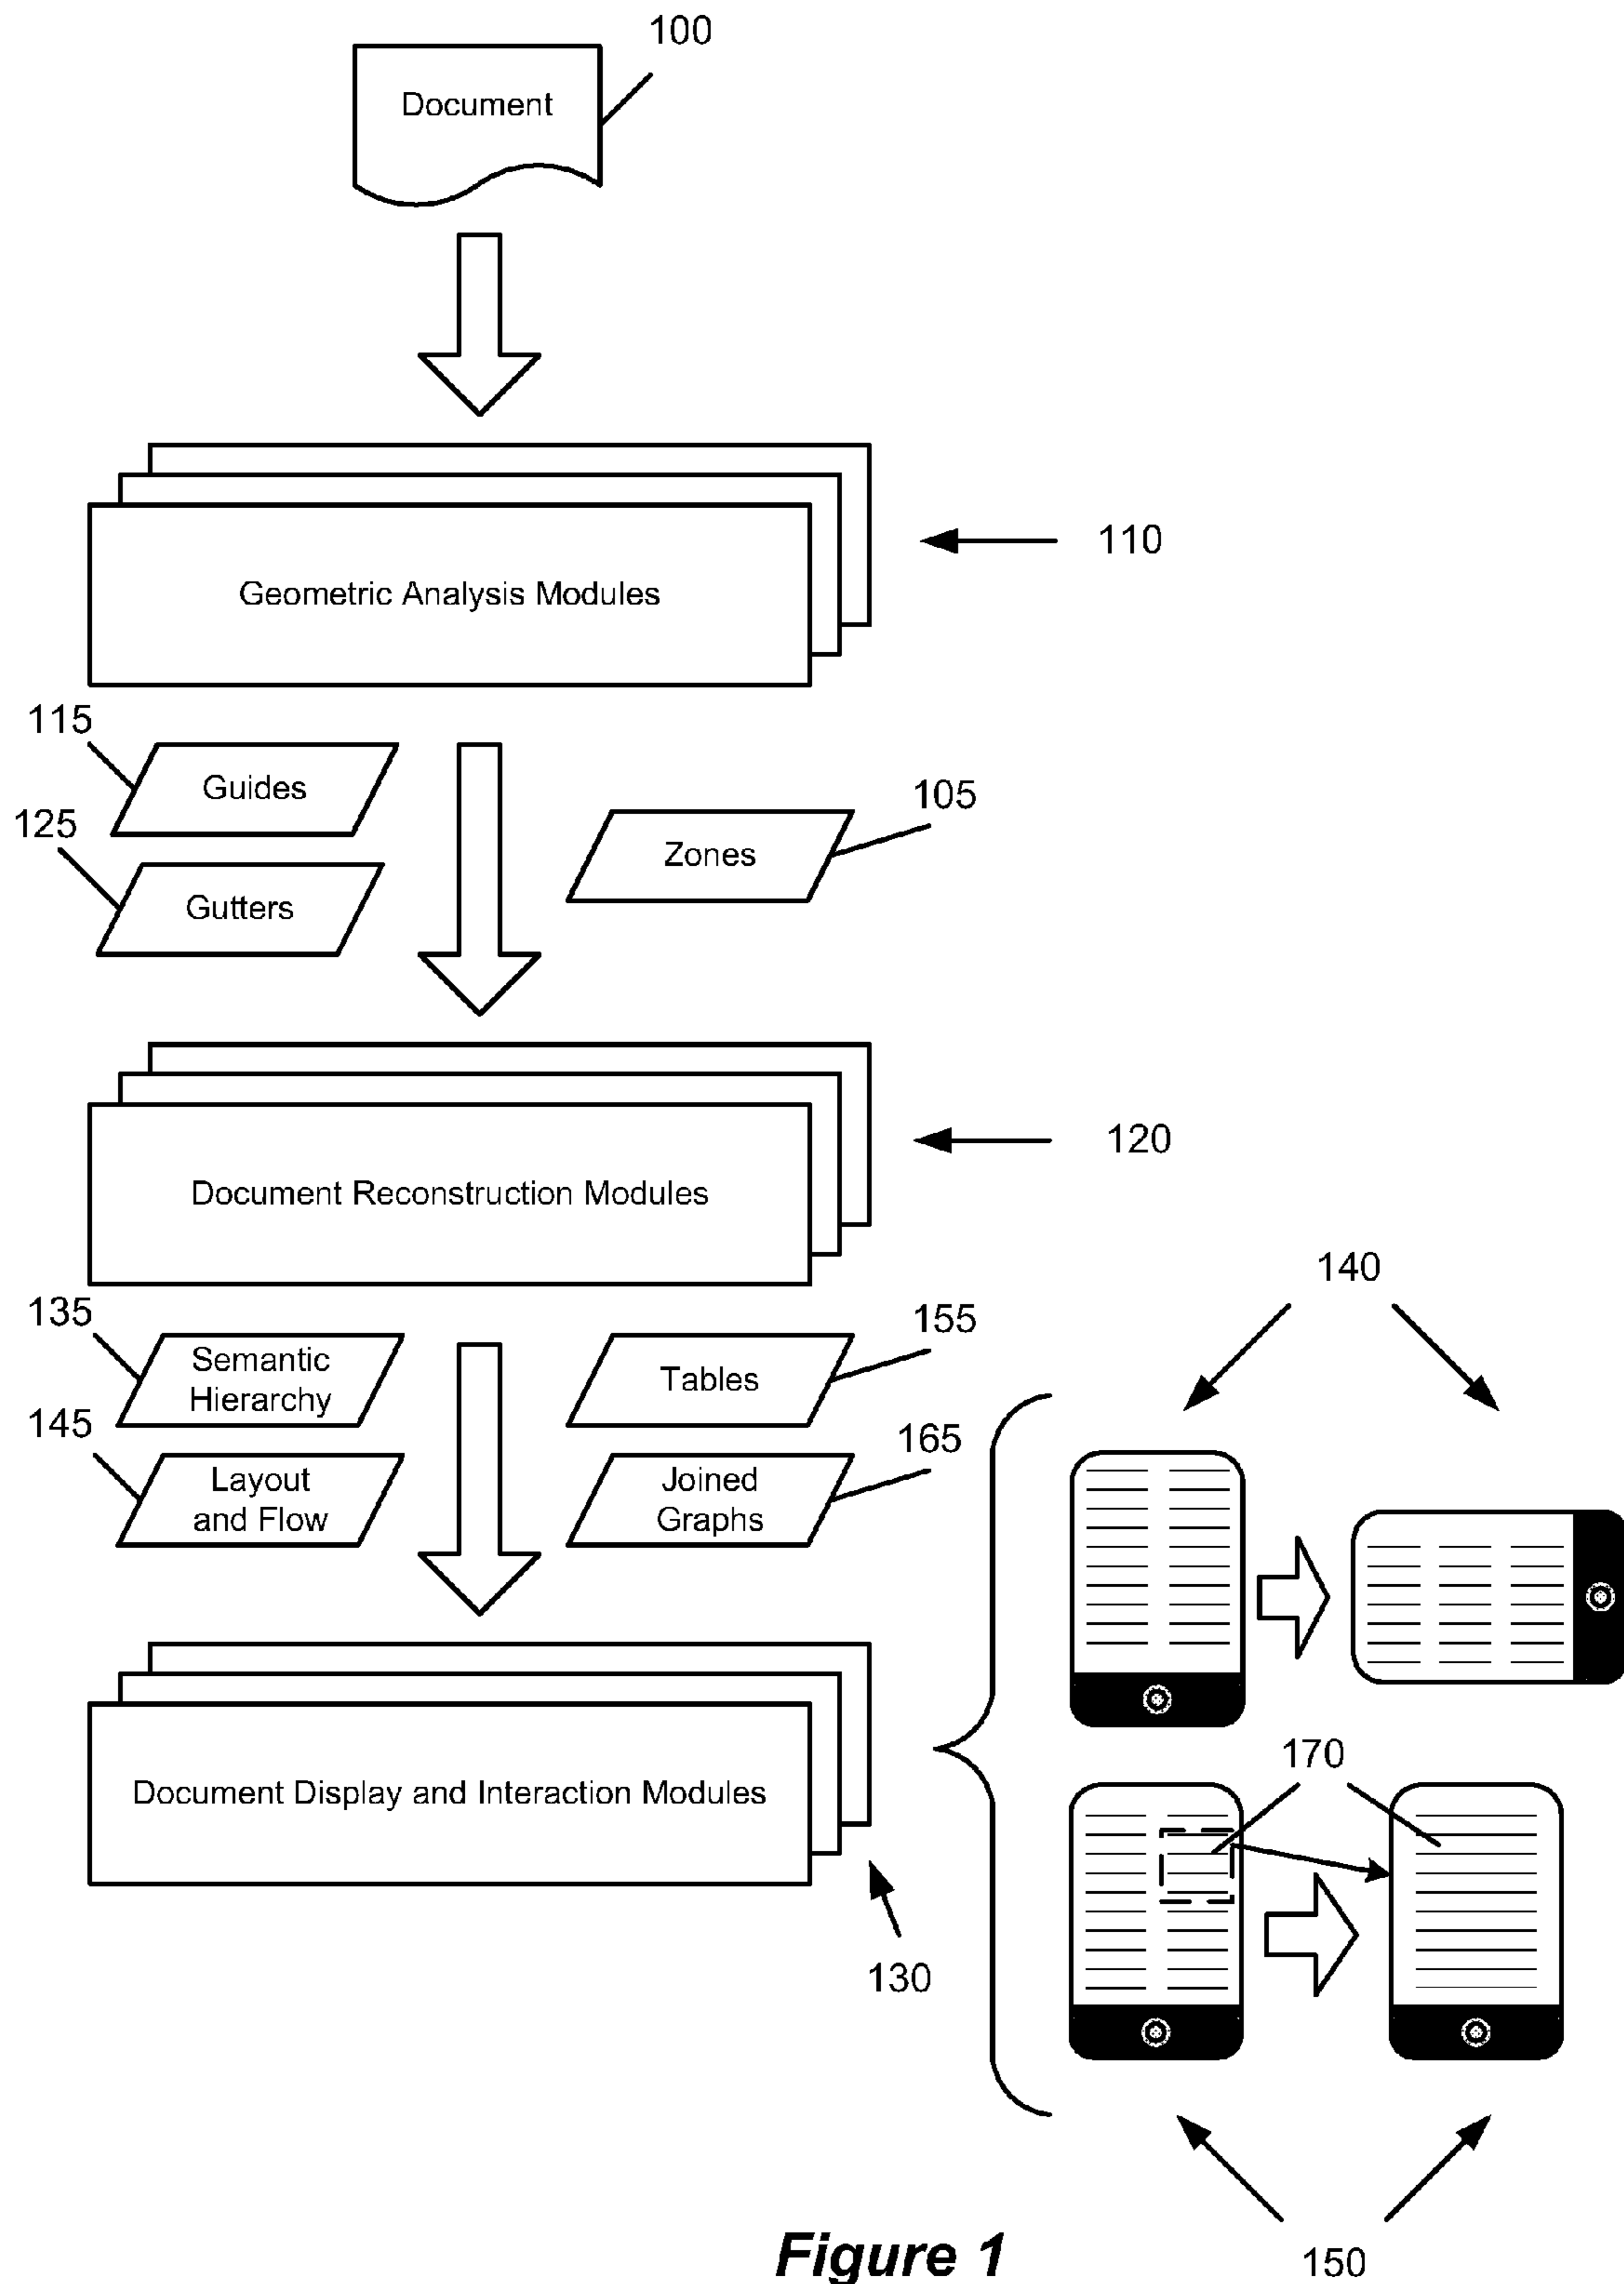 100
Document
110
Geometric Analysis Modules
115
Guides
105
Zones
125
Gutters
120
Document Reconstruction Modules
140
135
Semantic
Hierarchy
155
Tables
145
Layout
and Flow
165
Joined
Graphs
170
Document Display and Interaction Modules
130
150
Figure 1